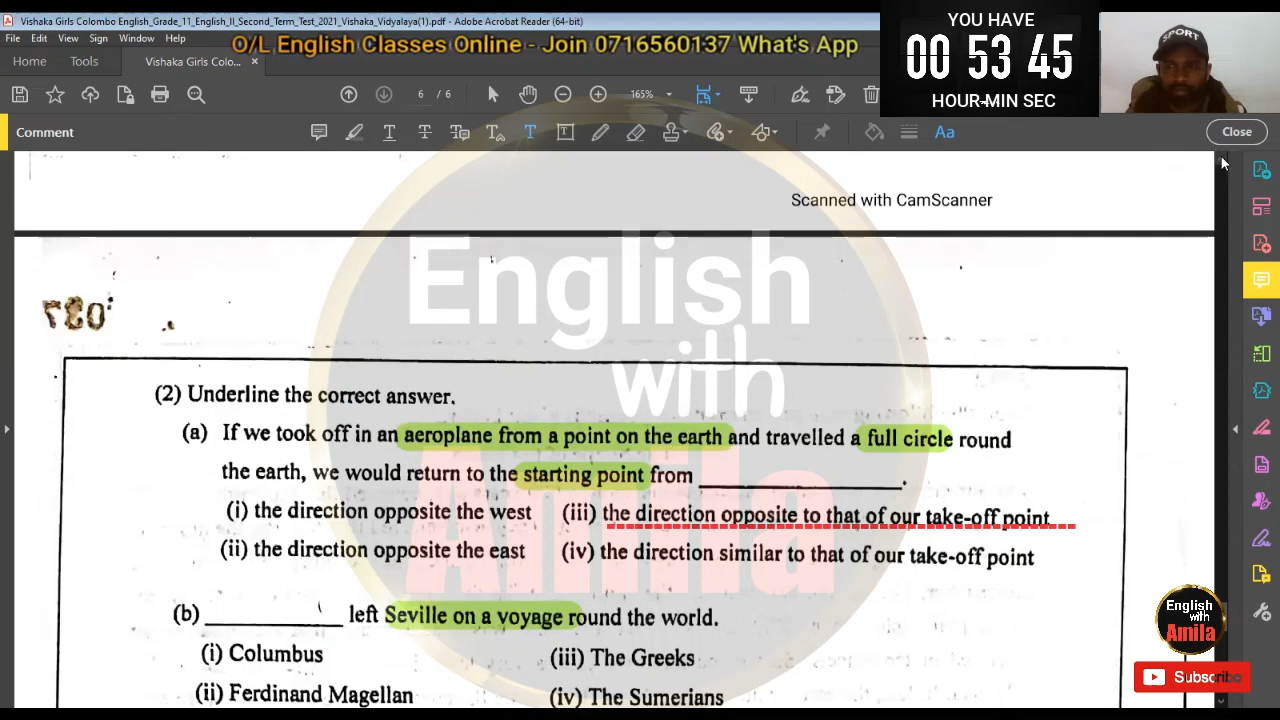 Vishaka Girls Colombo English_Grade_11_English_II_Second_Term_Test_2021_Vishaka_Vidyalaya(1).pdf - Adobe Acrobat Reader (64-bit)
File Edit View Sign Window Help
O/L English Classes Online - Join 0716560137 What's App
YOU HAVE
00 53 45
HOUR-MIN SEC
SPORT
Home Tools Vishaka Girls Colo... ×
6 / 6 165%
Comment
Aa Close
Scanned with CamScanner
English
with
Amila
(2) Underline the correct answer.
(a) If we took off in an aeroplane from a point on the earth and travelled a full circle round
the earth, we would return to the starting point from ____________.
(i) the direction opposite the west (iii) the direction opposite to that of our take-off point
(ii) the direction opposite the east (iv) the direction similar to that of our take-off point
(b) ____________ left Seville on a voyage round the world.
(i) Columbus (iii) The Greeks
(ii) Ferdinand Magellan (iv) The Sumerians
English
with
Amila
Subscribe